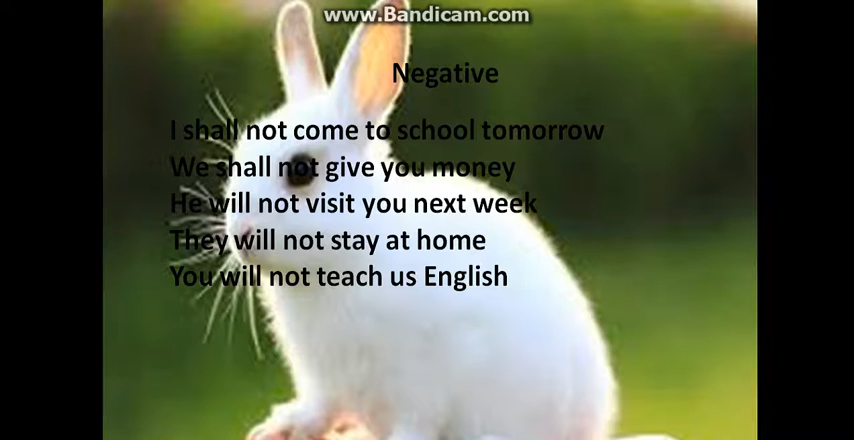 www.Bandicam.com
Negative
I shall not come to school tomorrow
We shall not give you money
He will not visit you next week
They will not stay at home
You will not teach us English